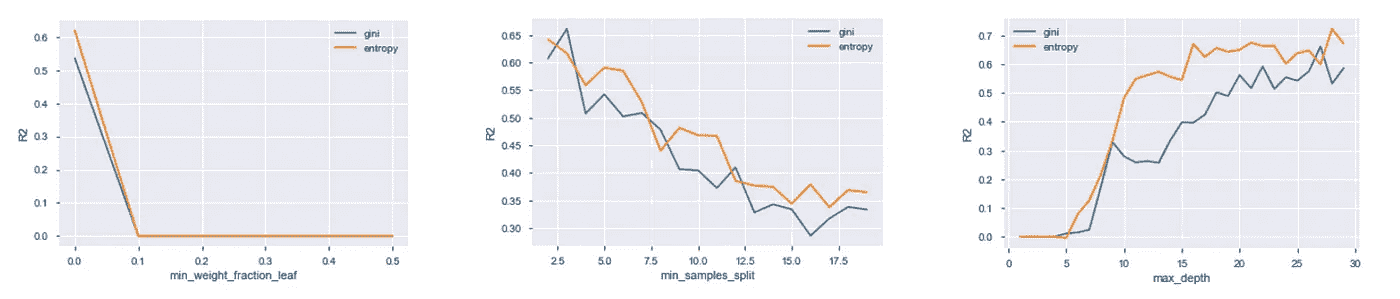 gini
entropy
R2
0.6
0.5
0.4
0.3
0.2
0.1
0.0
0.0 0.1 0.2 0.3 0.4 0.5
min_weight_fraction_leaf
gini
entropy
R2
0.65
0.60
0.55
0.50
0.45
0.40
0.35
0.30
2.5 5.0 7.5 10.0 12.5 15.0 17.5
min_samples_split
gini
entropy
R2
0.7
0.6
0.5
0.4
0.3
0.2
0.1
0.0
0 5 10 15 20 25 30
max_depth